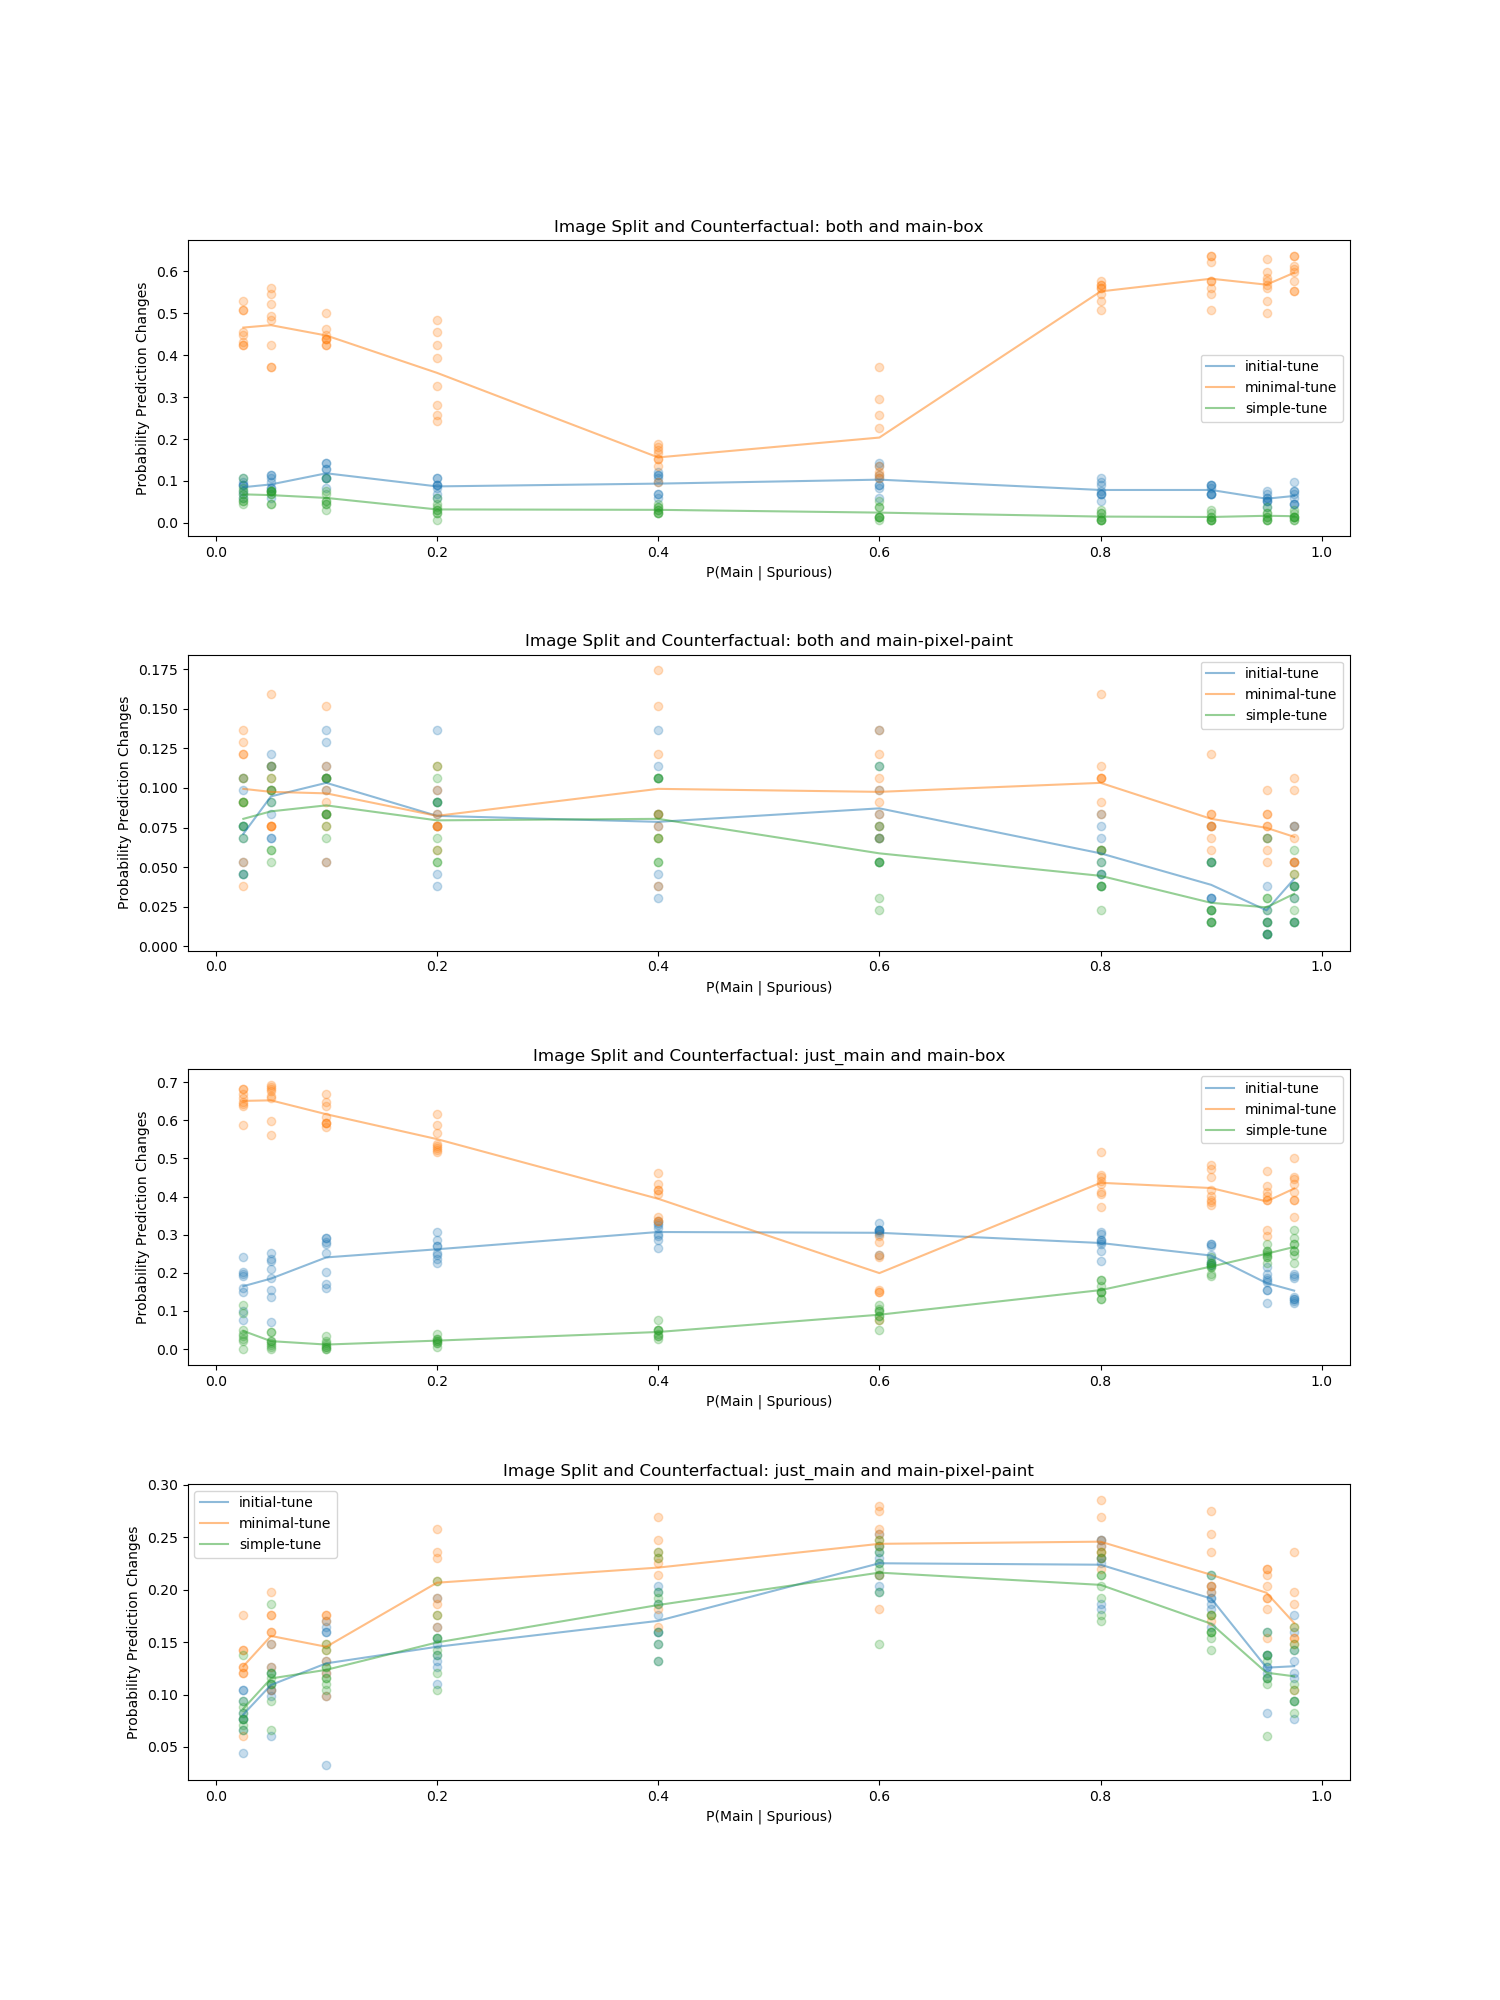 Image Split and Counterfactual: both and main-box
Probability Prediction Changes
0.6
0.5
0.4
0.3
0.2
0.1
0.0
initial-tune
minimal-tune
simple-tune
0.0 0.2 0.4 0.6 0.8 1.0
P(Main | Spurious)
Image Split and Counterfactual: both and main-pixel-paint
Probability Prediction Changes
0.175
0.150
0.125
0.100
0.075
0.050
0.025
0.000
initial-tune
minimal-tune
simple-tune
0.0 0.2 0.4 0.6 0.8 1.0
P(Main | Spurious)
Image Split and Counterfactual: just_main and main-box
Probability Prediction Changes
0.7
0.6
0.5
0.4
0.3
0.2
0.1
0.0
initial-tune
minimal-tune
simple-tune
0.0 0.2 0.4 0.6 0.8 1.0
P(Main | Spurious)
Image Split and Counterfactual: just_main and main-pixel-paint
Probability Prediction Changes
0.30
0.25
0.20
0.15
0.10
0.05
initial-tune
minimal-tune
simple-tune
0.0 0.2 0.4 0.6 0.8 1.0
P(Main | Spurious)